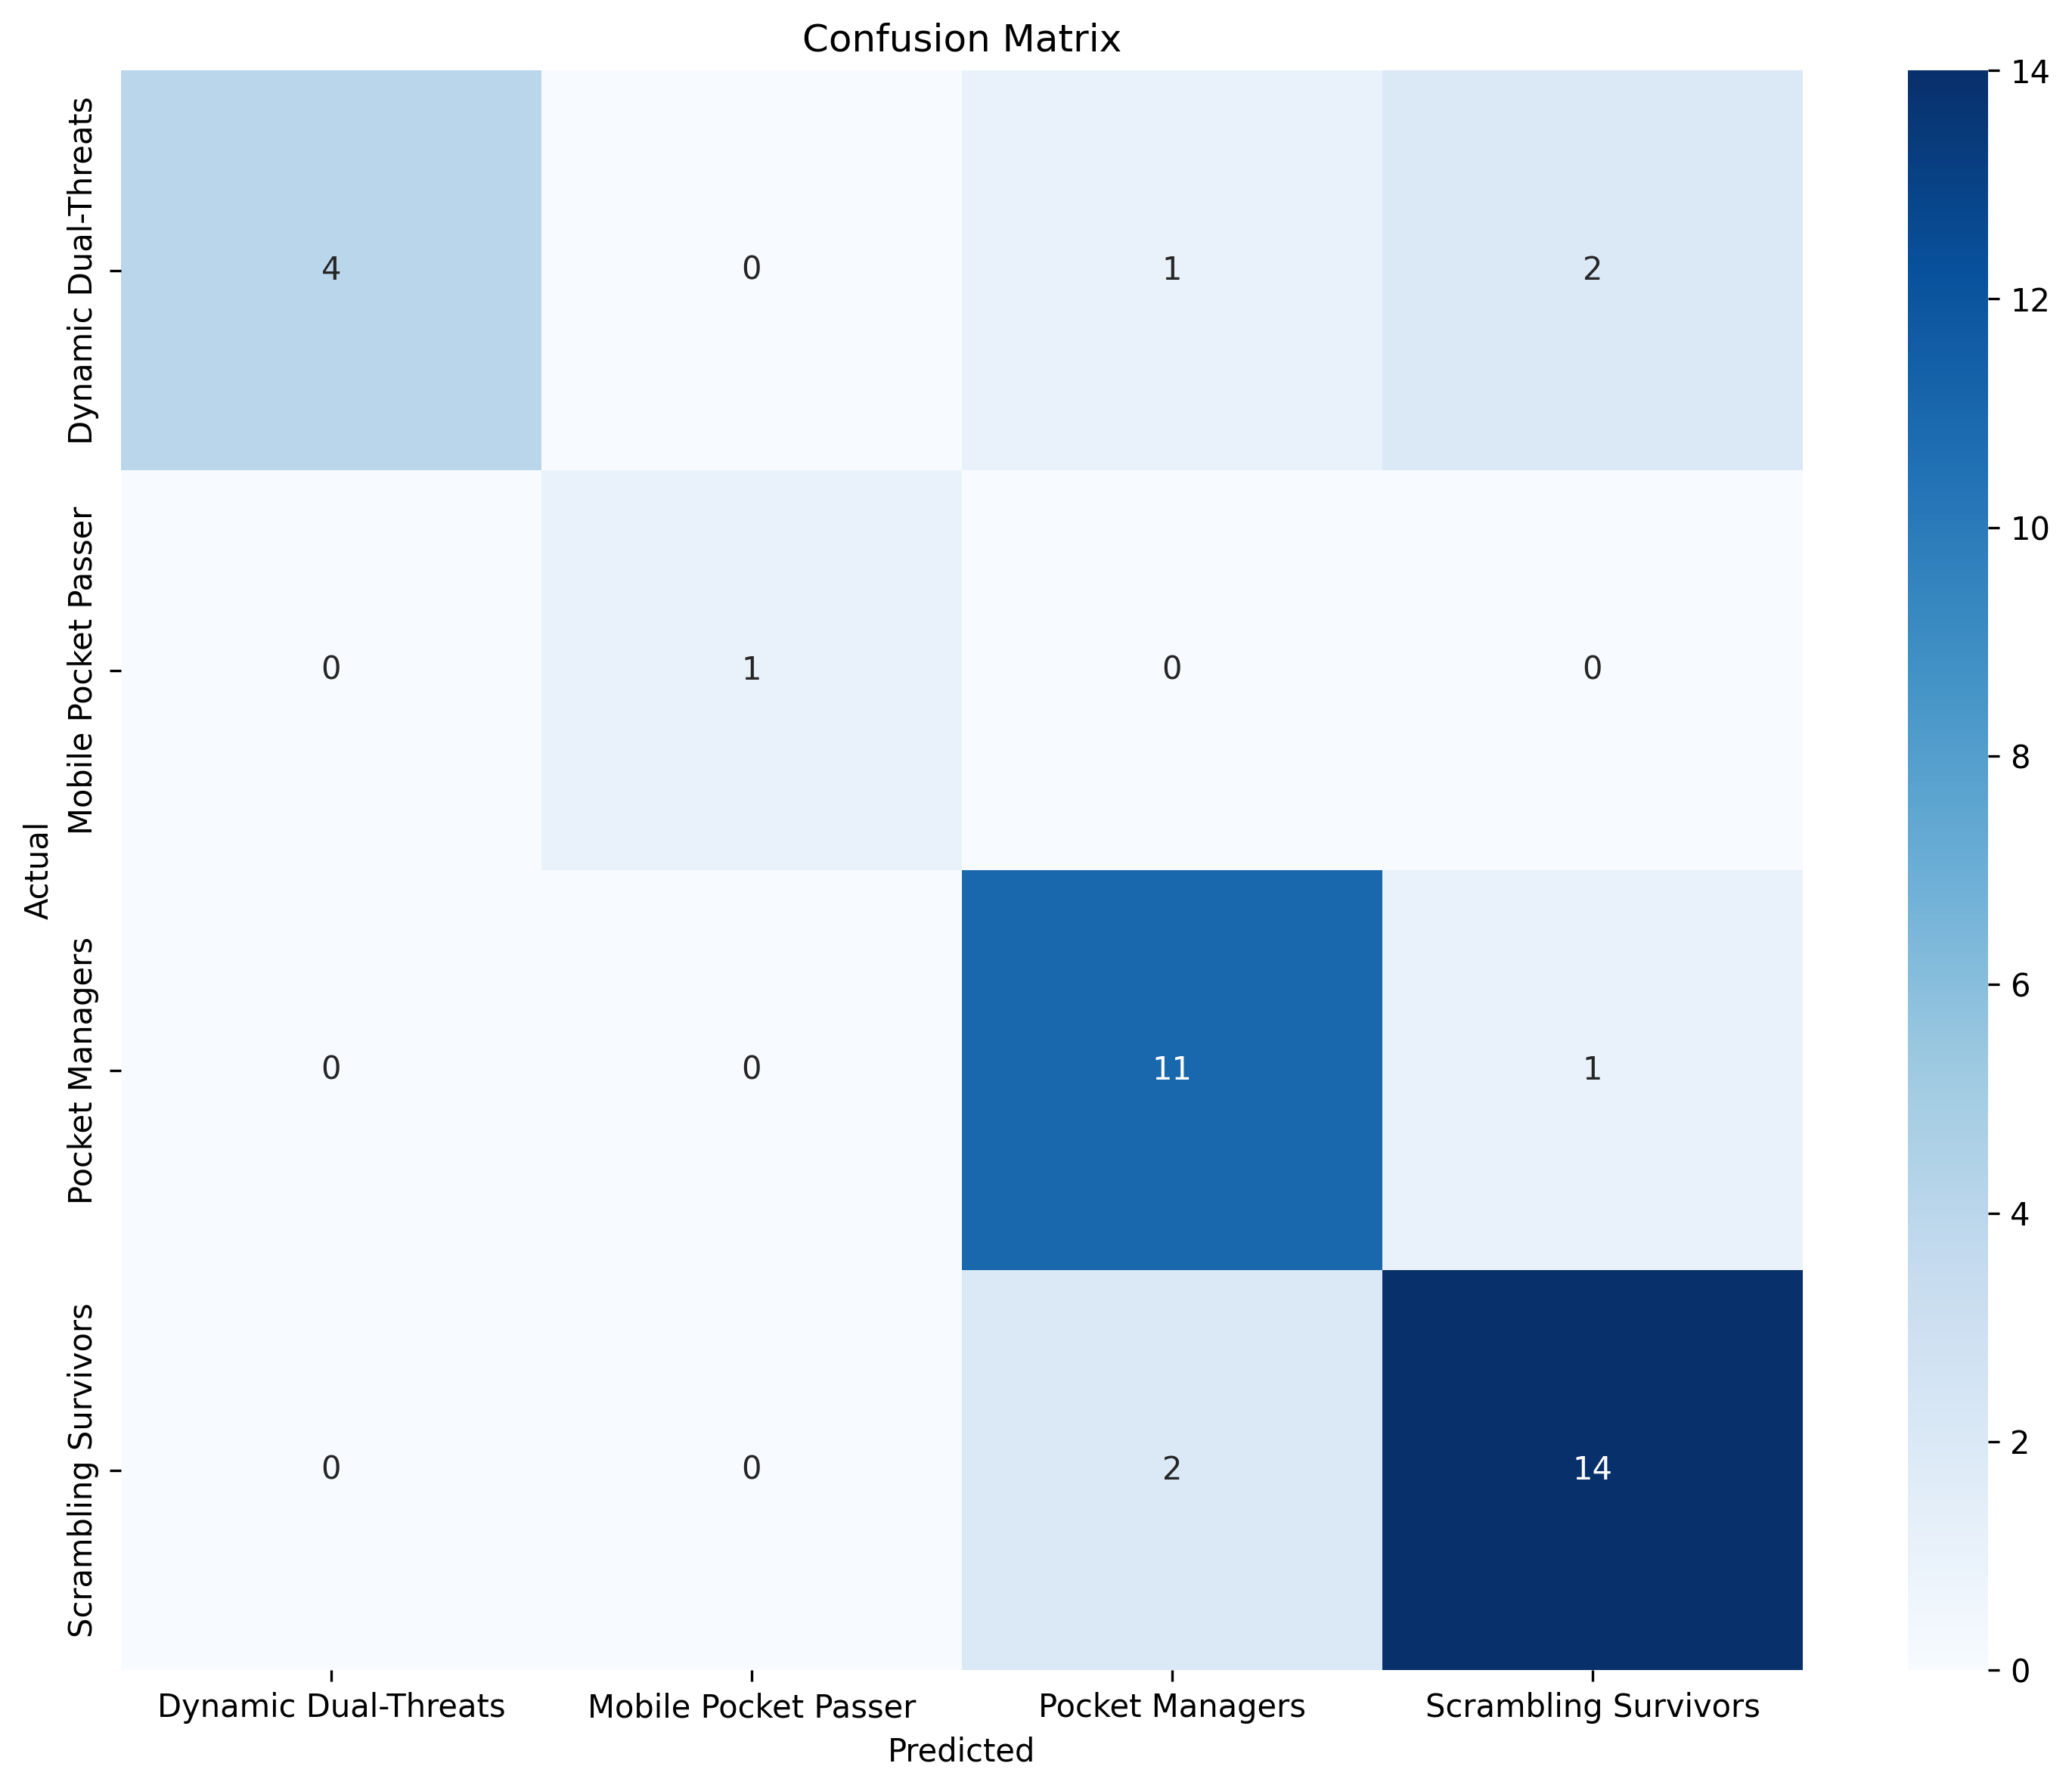 Confusion Matrix
Actual
Dynamic Dual-Threats
4 0 1 2
Mobile Pocket Passer
0 1 0 0
Pocket Managers
0 0 11 1
Scrambling Survivors
0 0 2 14
Dynamic Dual-Threats Mobile Pocket Passer Pocket Managers Scrambling Survivors
Predicted
14
12
10
8
6
4
2
0